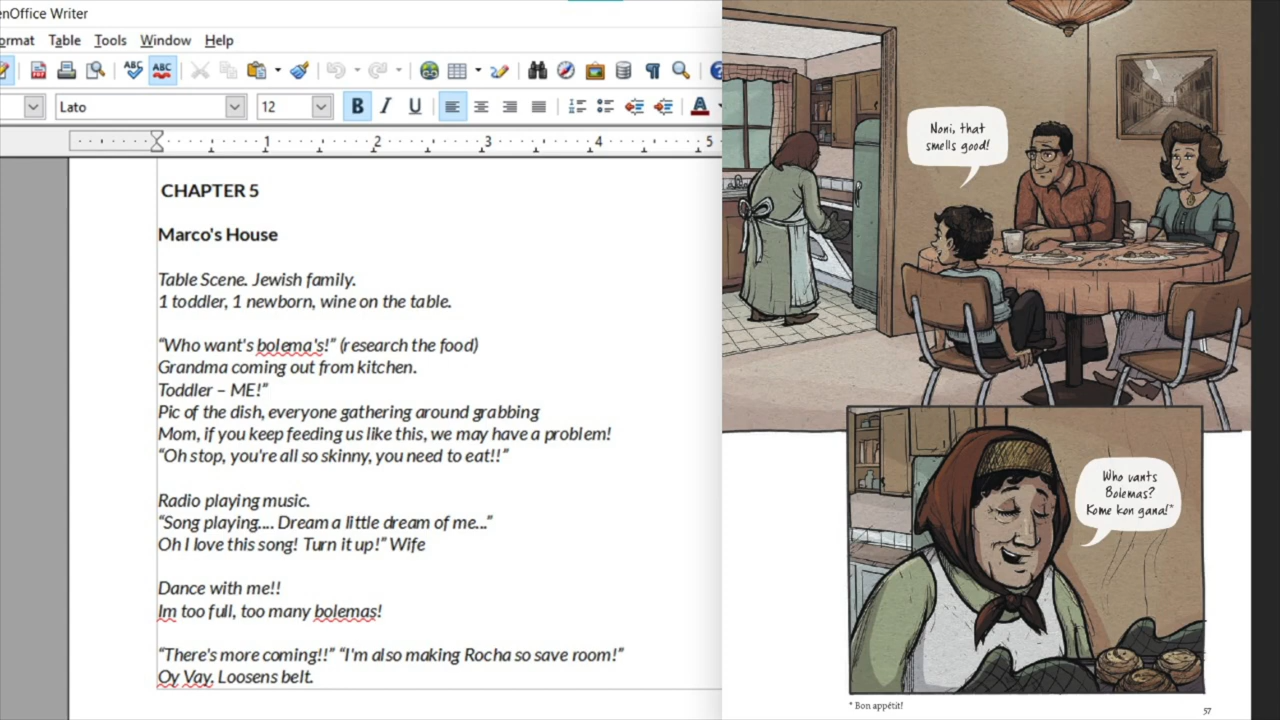 enOffice Writer
ormat Table Tools Window Help
Lato 12
1 2 3 4 5
CHAPTER 5
Marco's House
Table Scene. Jewish family.
1 toddler, 1 newborn, wine on the table.
“Who want's bolema's!” (research the food)
Grandma coming out from kitchen.
Toddler – ME!”
Pic of the dish, everyone gathering around grabbing
Mom, if you keep feeding us like this, we may have a problem!
“Oh stop, you're all so skinny, you need to eat!!”
Radio playing music.
“Song playing.... Dream a little dream of me...”
Oh I love this song! Turn it up!” Wife
Dance with me!!
Im too full, too many bolemas!
“There's more coming!!” “I'm also making Rocha so save room!”
Oy Vay, Loosens belt.
Noni, that
smells good!
Who vants
Bolemas?
Kome kon gana!*
* Bon appétit!
57